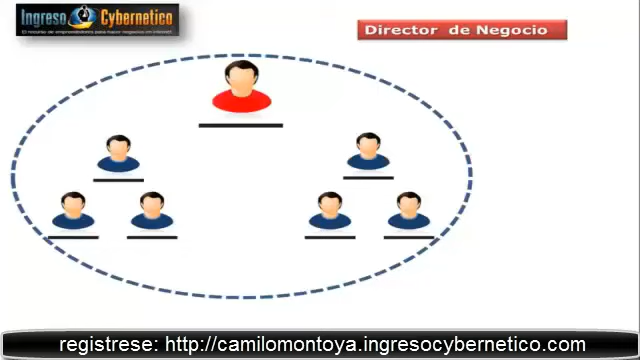 Ingreso Cybernetico
Director de Negocio
registrese: http://camilomontoya.ingresocybernetico.com